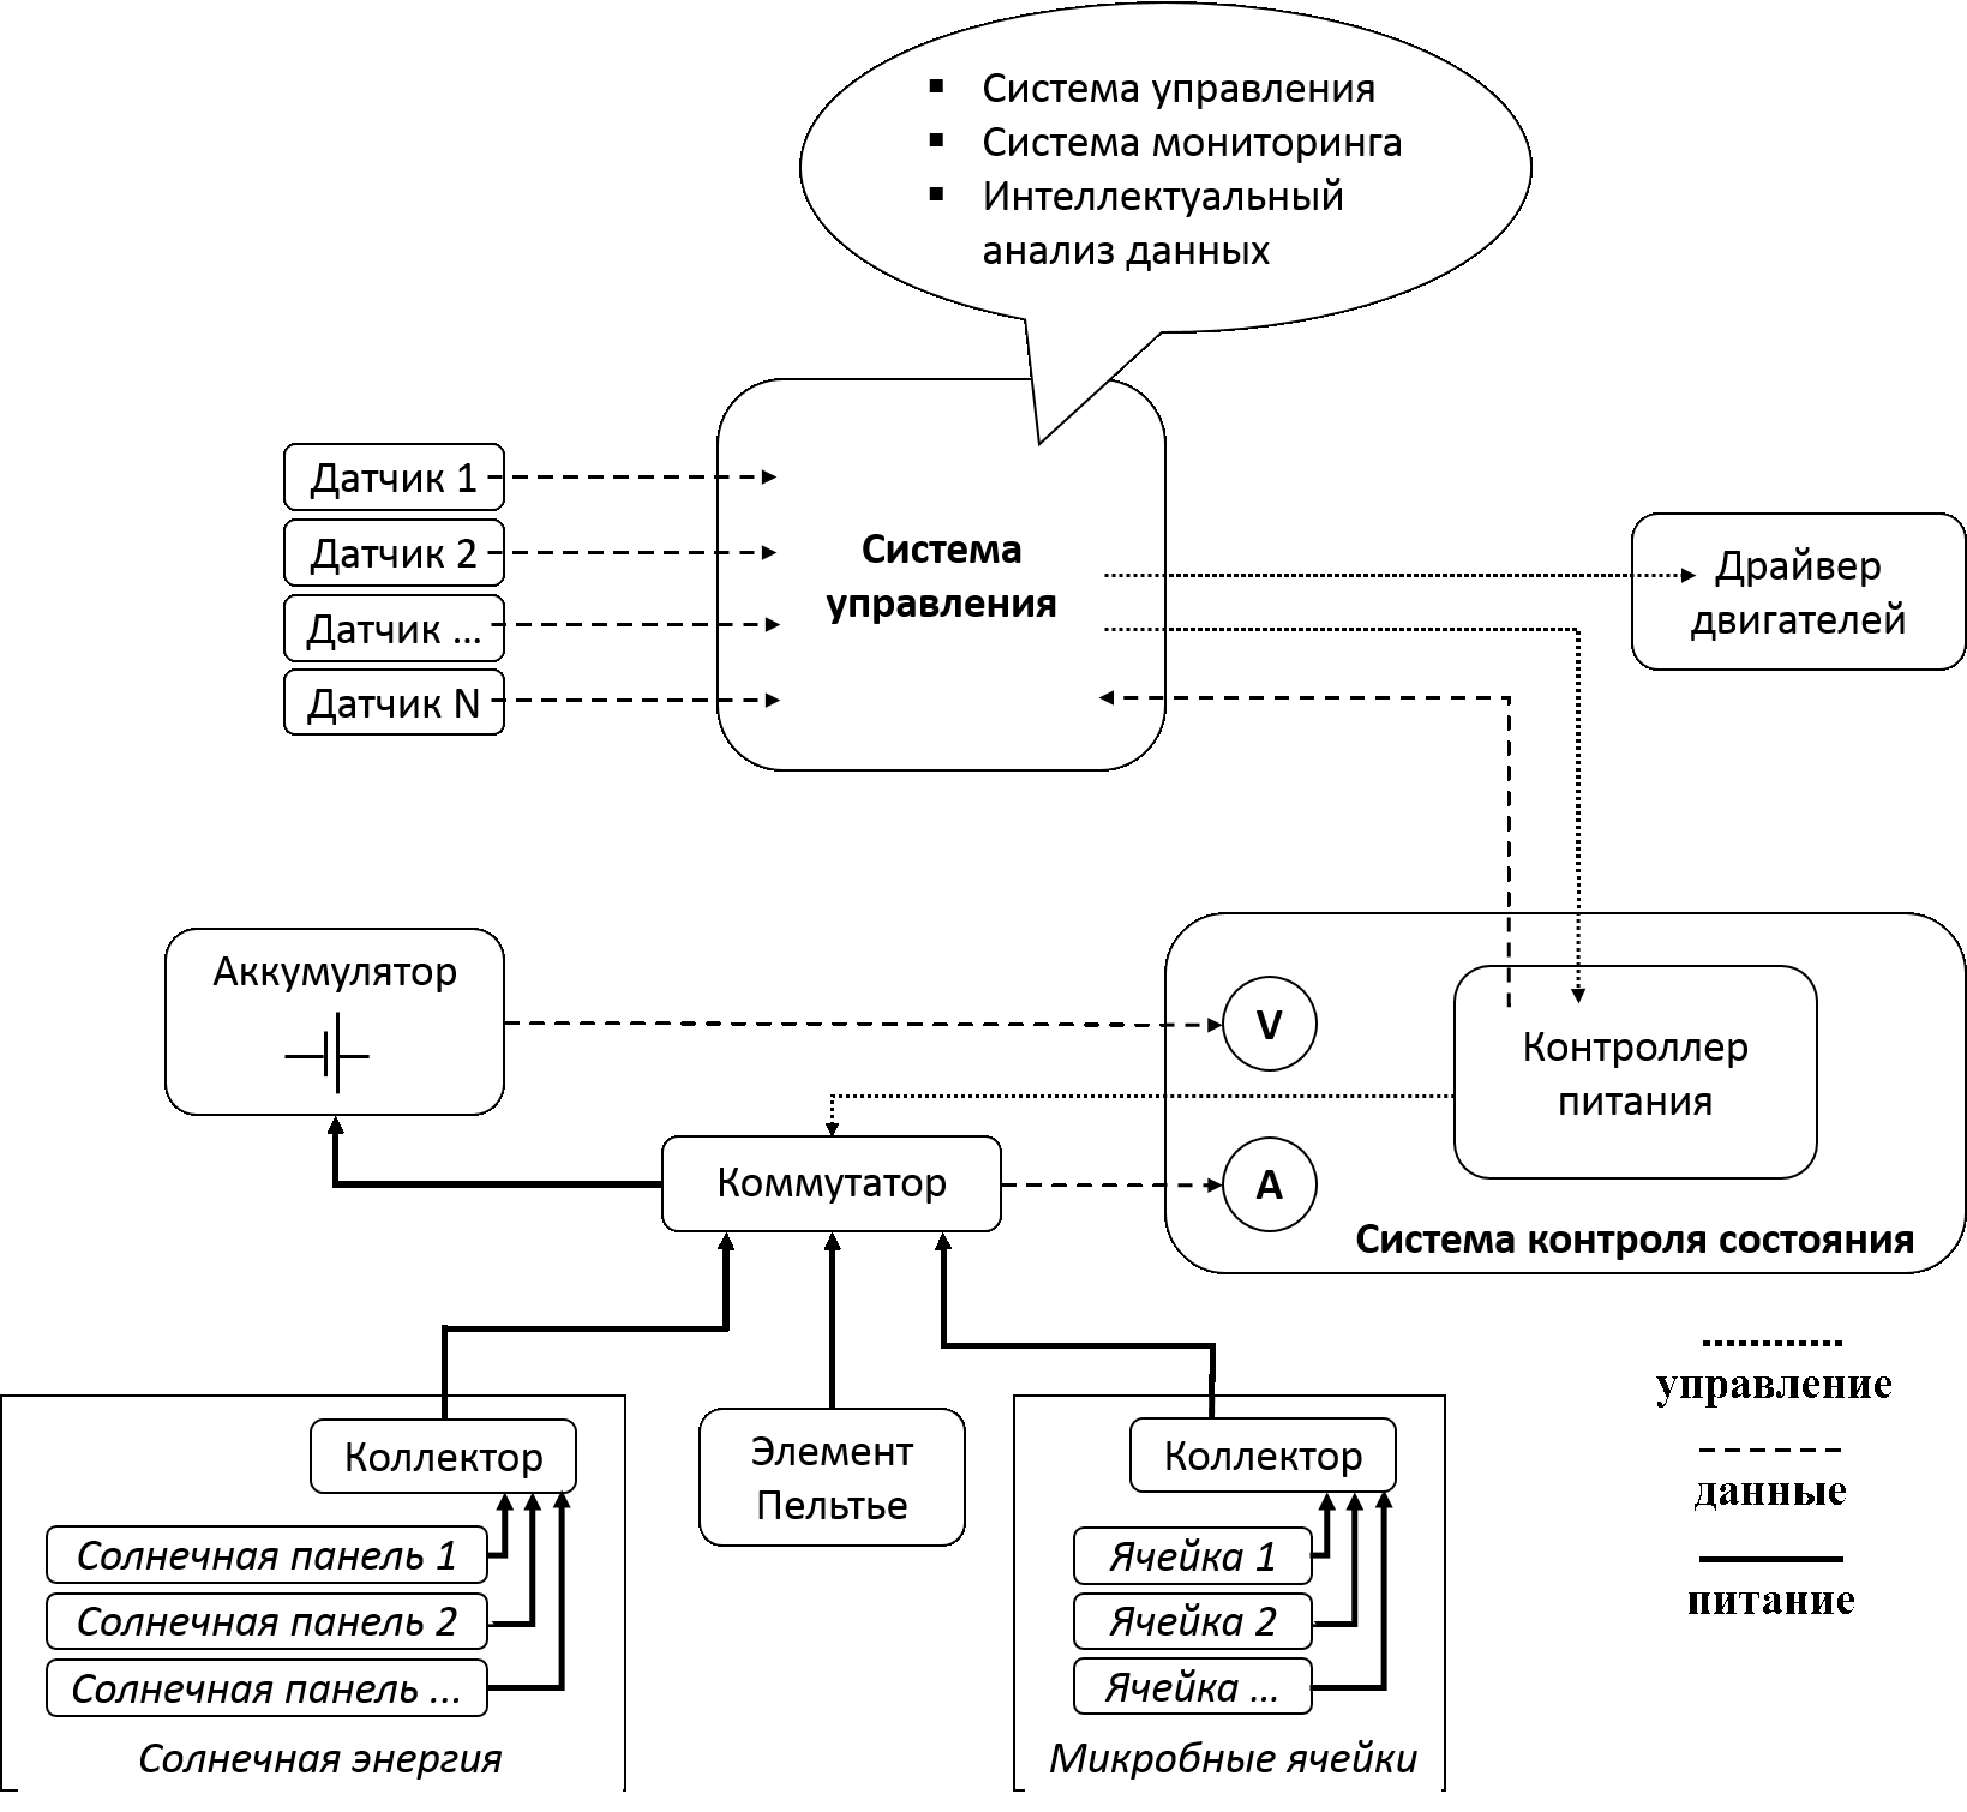 ▪ Система управления
▪ Система мониторинга
▪ Интеллектуальный
анализ данных
Датчик 1
Датчик 2
Датчик ...
Датчик N
Система
управления
Драйвер
двигателей
Аккумулятор
V
Контроллер
питания
Коммутатор
A
Система контроля состояния
управление
данные
питание
Коллектор
Солнечная панель 1
Солнечная панель 2
Солнечная панель ...
Солнечная энергия
Элемент
Пельтье
Коллектор
Ячейка 1
Ячейка 2
Ячейка ...
Микробные ячейки